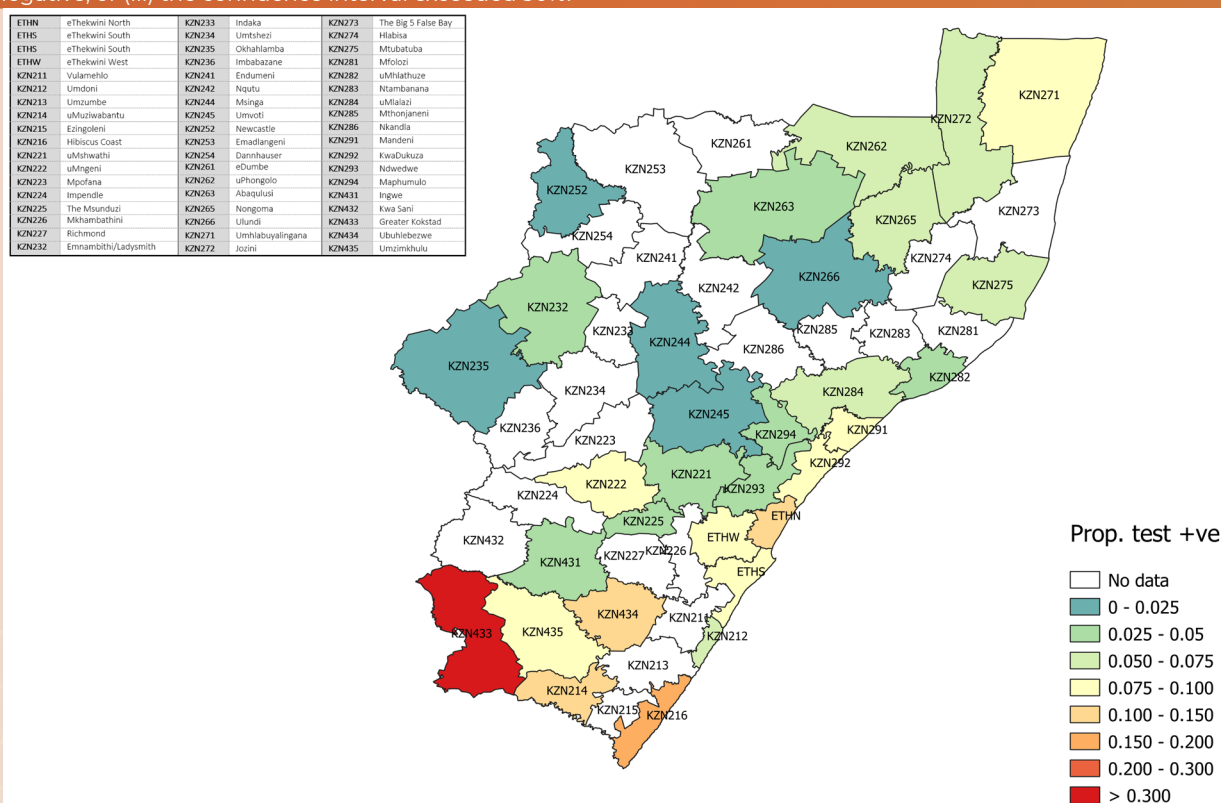 negative, or (iii) the confidence interval exceeded 30%.
ETHN eThekwini North KZN233 Indaka KZN273 The Big 5 False Bay
ETHS eThekwini South KZN234 Umtshezi KZN274 Hlabisa
ETHS eThekwini South KZN235 Okhahlamba KZN275 Mtubatuba
ETHW eThekwini West KZN236 Imbabazane KZN281 Mfolozi
KZN211 Vulamehlo KZN241 Endumeni KZN282 uMhlathuze
KZN212 Umdoni KZN242 Nqutu KZN283 Ntambanana
KZN213 Umzumbe KZN244 Msinga KZN284 uMlalazi
KZN214 uMuziwabantu KZN245 Umvoti KZN285 Mthonjaneni
KZN215 Ezingoleni KZN252 Newcastle KZN286 Nkandla
KZN216 Hibiscus Coast KZN253 Emadlangeni KZN291 Mandeni
KZN221 uMshwathi KZN254 Dannhauser KZN292 KwaDukuza
KZN222 uMngeni KZN261 eDumbe KZN293 Ndwedwe
KZN223 Mpofana KZN262 uPhongolo KZN294 Maphumulo
KZN224 Impendle KZN263 Abaqulusi KZN431 Ingwe
KZN225 The Msunduzi KZN265 Nongoma KZN432 Kwa Sani
KZN226 Mkhambathini KZN266 Ulundi KZN433 Greater Kokstad
KZN227 Richmond KZN271 Umhlabuyalingana KZN434 Ubuhlebezwe
KZN232 Emnambithi/Ladysmith KZN272 Jozini KZN435 Umzimkhulu
KZN271
KZN272
KZN261
KZN262
KZN253
KZN252
KZN263
KZN273
KZN265
KZN254
KZN241
KZN274
KZN266
KZN275
KZN242
KZN232
KZN233
KZN285
KZN283
KZN281
KZN244
KZN286
KZN235
KZN282
KZN234
KZN284
KZN245
KZN236
KZN291
KZN294
KZN223
KZN292
KZN221
KZN222
KZN293
KZN224
ETHN
KZN225
ETHW
KZN432
KZN227
KZN226
KZN431
ETHS
KZN434
KZN211
KZN433
KZN435
KZN212
KZN213
KZN214
KZN215
KZN216
Prop. test +ve
No data
0 - 0.025
0.025 - 0.05
0.050 - 0.075
0.075 - 0.100
0.100 - 0.150
0.150 - 0.200
0.200 - 0.300
> 0.300